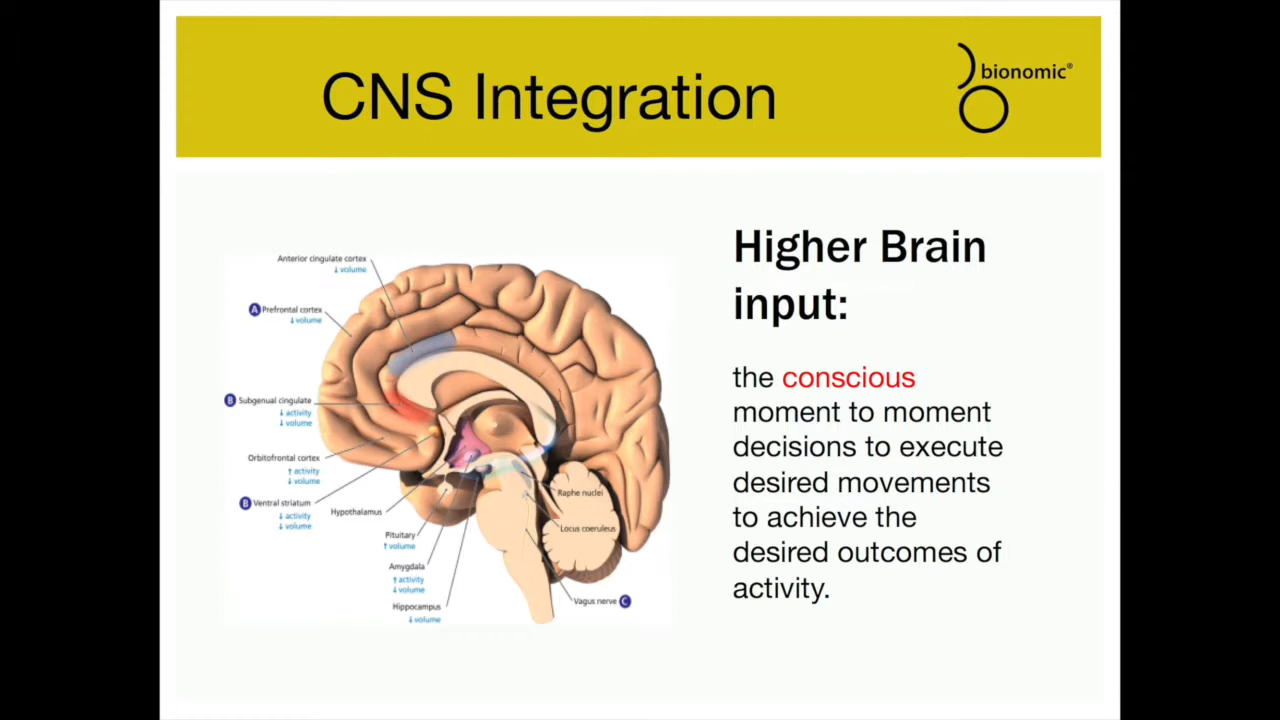 CNS Integration
bionomic®
Higher Brain
input:
the conscious
moment to moment
decisions to execute
desired movements
to achieve the
desired outcomes of
activity.
Anterior cingulate cortex
↓ volume
A Prefrontal cortex
↓ volume
B Subgenual cingulate
↓ activity
↓ volume
Orbitofrontal cortex
↑ activity
↓ volume
B Ventral striatum
↓ activity
↓ volume
Hypothalamus
Pituitary
↑ volume
Amygdala
↑ activity
↓ volume
Hippocampus
↓ volume
Raphe nuclei
Locus coeruleus
Vagus nerve C